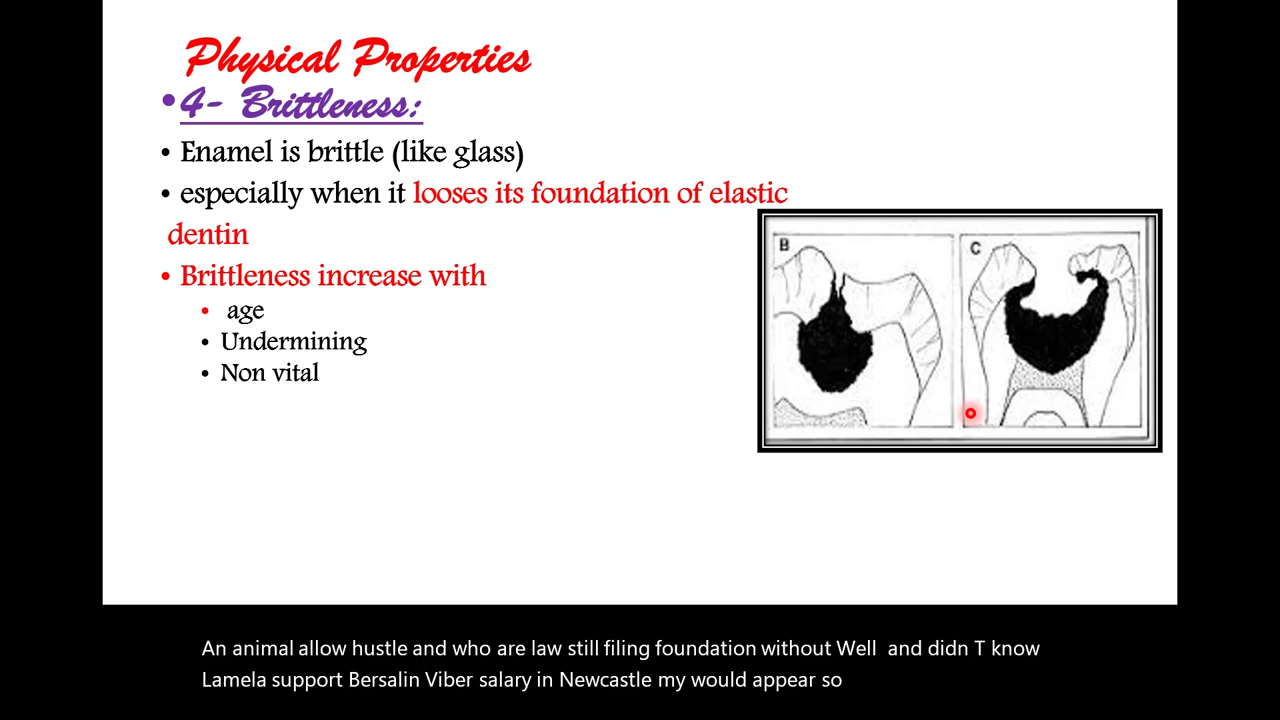 Physical Properties
•4- Brittleness:
• Enamel is brittle (like glass)
• especially when it looses its foundation of elastic
dentin
• Brittleness increase with
• age
• Undermining
• Non vital
B
C
An animal allow hustle and who are law still filing foundation without Well and didn T know
Lamela support Bersalin Viber salary in Newcastle my would appear so